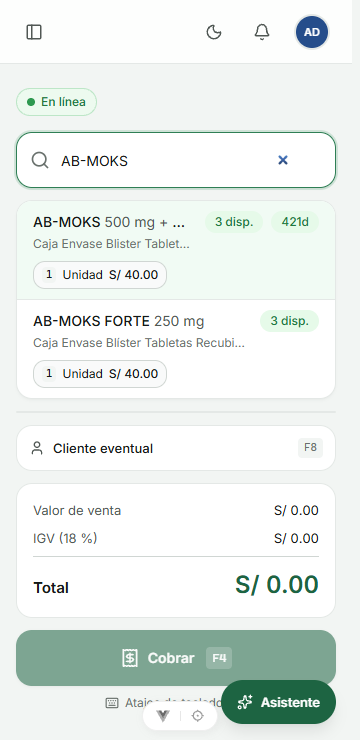 AD
En línea
AB-MOKS
AB-MOKS 500 mg + ... 3 disp. 421d
Caja Envase Blister Tablet...
1 Unidad S/ 40.00
AB-MOKS FORTE 250 mg 3 disp.
Caja Envase Blíster Tabletas Recubi...
1 Unidad S/ 40.00
Cliente eventual F8
Valor de venta S/ 0.00
IGV (18 %) S/ 0.00
Total S/ 0.00
Cobrar F4
Asistente